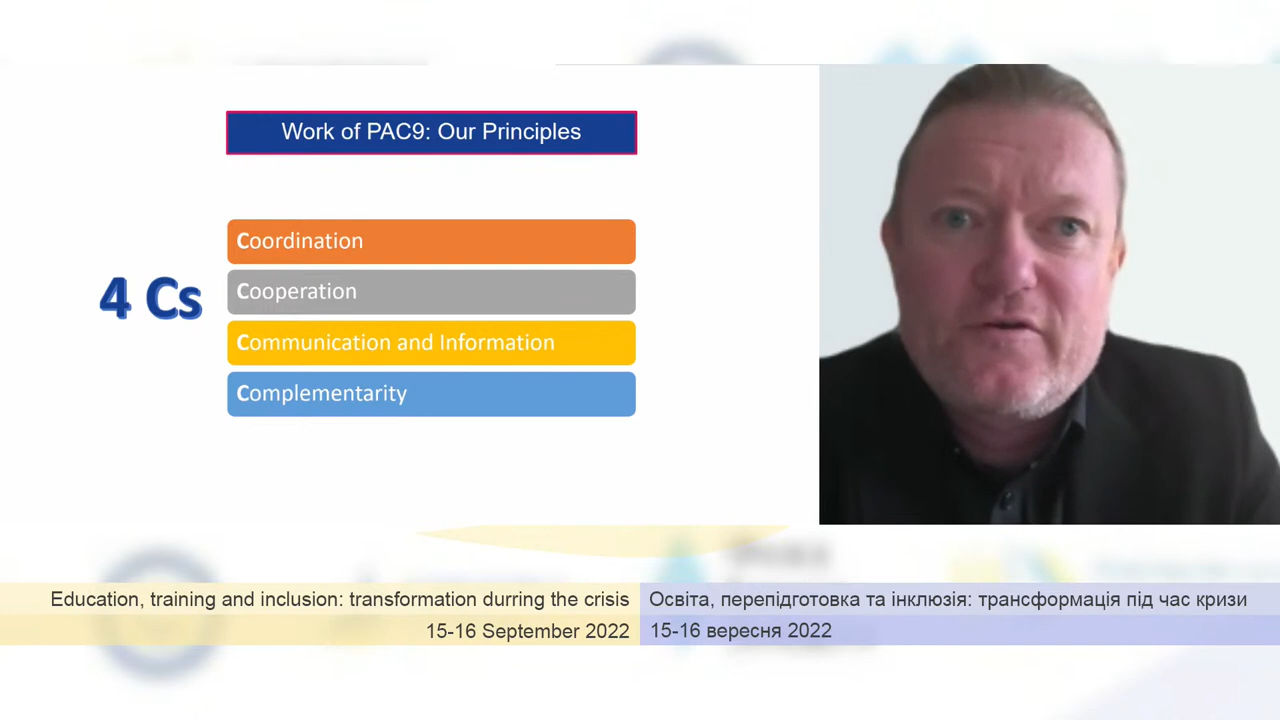 Work of PAC9: Our Principles
4 Cs
Coordination
Cooperation
Communication and Information
Complementarity
Education, training and inclusion: transformation durring the crisis
15-16 September 2022
Освіта, перепідготовка та інклюзія: трансформація під час кризи
15-16 вересня 2022